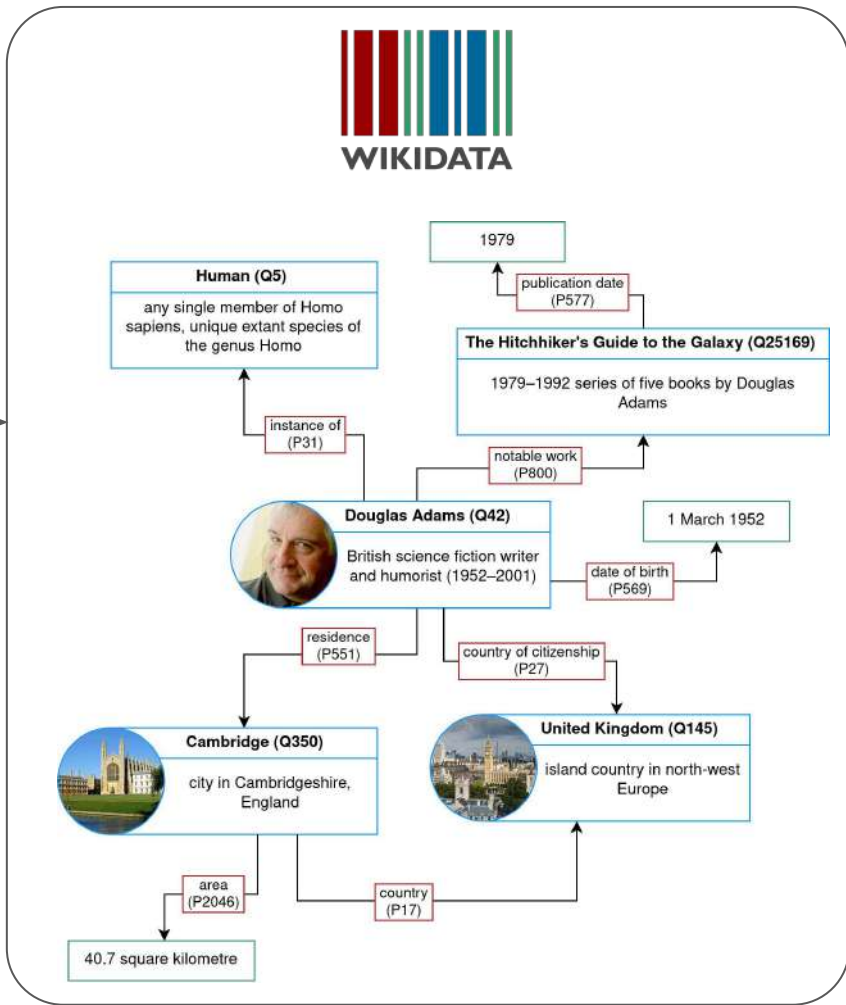 WIKIDATA
1979
publication date
(P577)
Human (Q5)
any single member of Homo
sapiens, unique extant species of
the genus Homo
The Hitchhiker's Guide to the Galaxy (Q25169)
1979–1992 series of five books by Douglas
Adams
instance of
(P31)
notable work
(P800)
Douglas Adams (Q42)
British science fiction writer
and humorist (1952–2001)
1 March 1952
date of birth
(P569)
residence
(P551)
country of citizenship
(P27)
Cambridge (Q350)
city in Cambridgeshire,
England
United Kingdom (Q145)
island country in north-west
Europe
area
(P2046)
country
(P17)
40.7 square kilometre